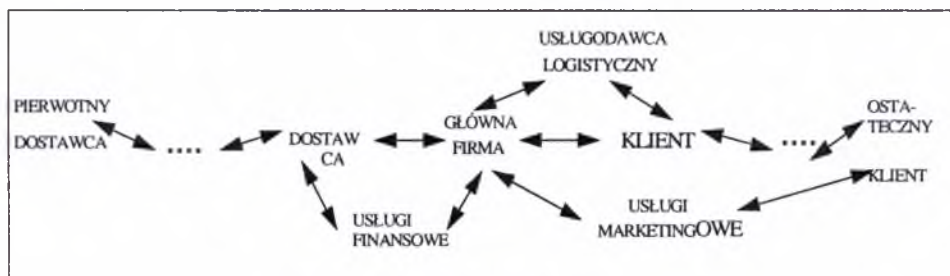 USŁUGODAWCA
LOGISTYCZNY
PIERWOTNY
DOSTAWCA
....
DOSTAW
CA
GŁÓWNA
FIRMA
KLIENT
....
OSTA-
TECZNY
KLIENT
USŁUGI
FINANSOWE
USŁUGI
MARKETINGOWE